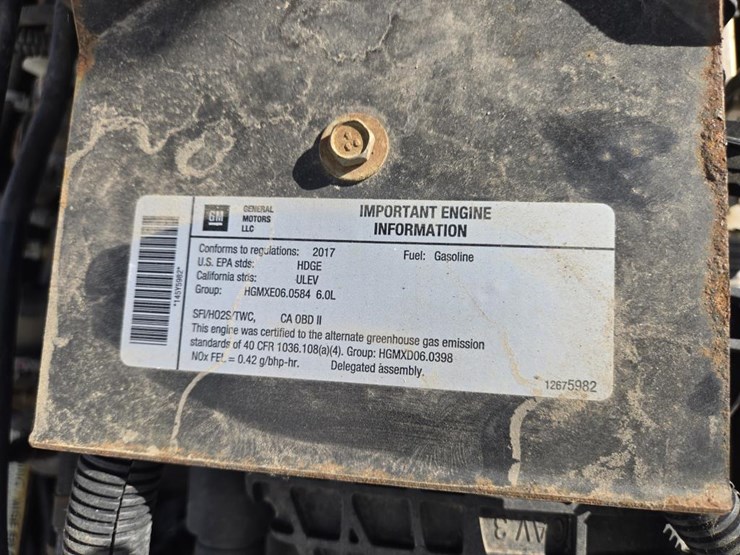 GM
GENERAL
MOTORS
LLC
IMPORTANT ENGINE
INFORMATION
Conforms to regulations: 2017 Fuel: Gasoline
U.S. EPA stds: HDGE
California stds: ULEV
Group: HGMXE06.0584 6.0L
SFI/HO2S/TWC, CA OBD II
This engine was certified to the alternate greenhouse gas emission
standards of 40 CFR 1036.108(a)(4). Group: HGMXD06.0398
NOx FEL = 0.42 g/bhp-hr. Delegated assembly.
12675982
*145Y5982*
AV 3